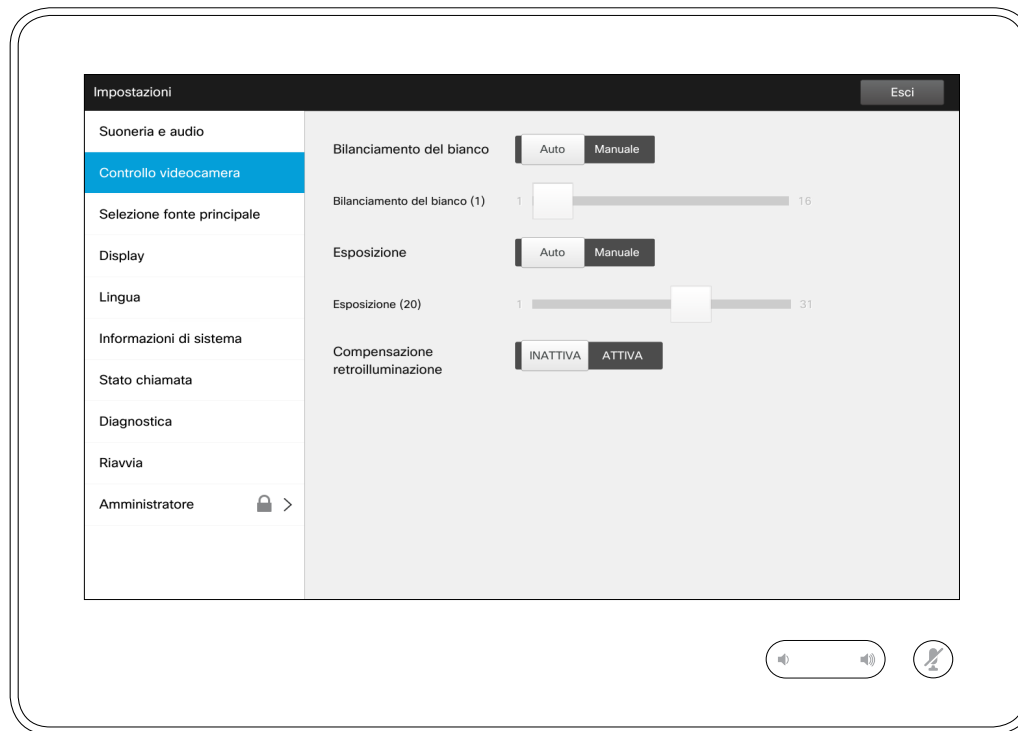 Impostazioni
Esci
Suoneria e audio
Controllo videocamera
Selezione fonte principale
Display
Lingua
Informazioni di sistema
Stato chiamata
Diagnostica
Riavvia
Amministratore
Bilanciamento del bianco
Auto Manuale
Bilanciamento del bianco (1)
1 16
Esposizione
Auto Manuale
Esposizione (20)
1 31
Compensazione
retroilluminazione
INATTIVA ATTIVA